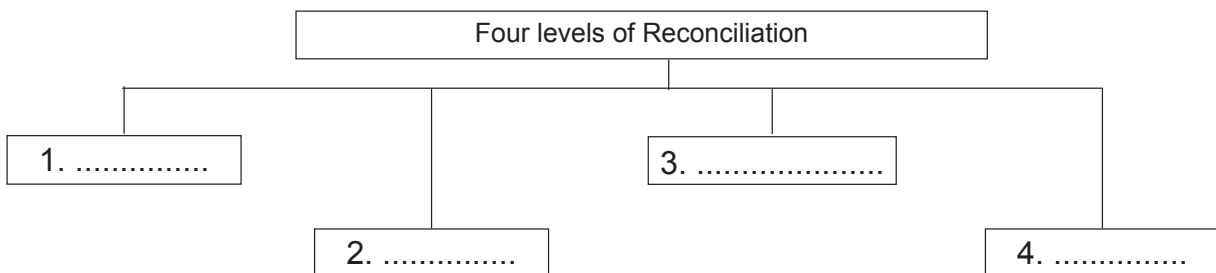 Four levels of Reconciliation
1. ...............
3. .....................
2. ...............
4. ...............